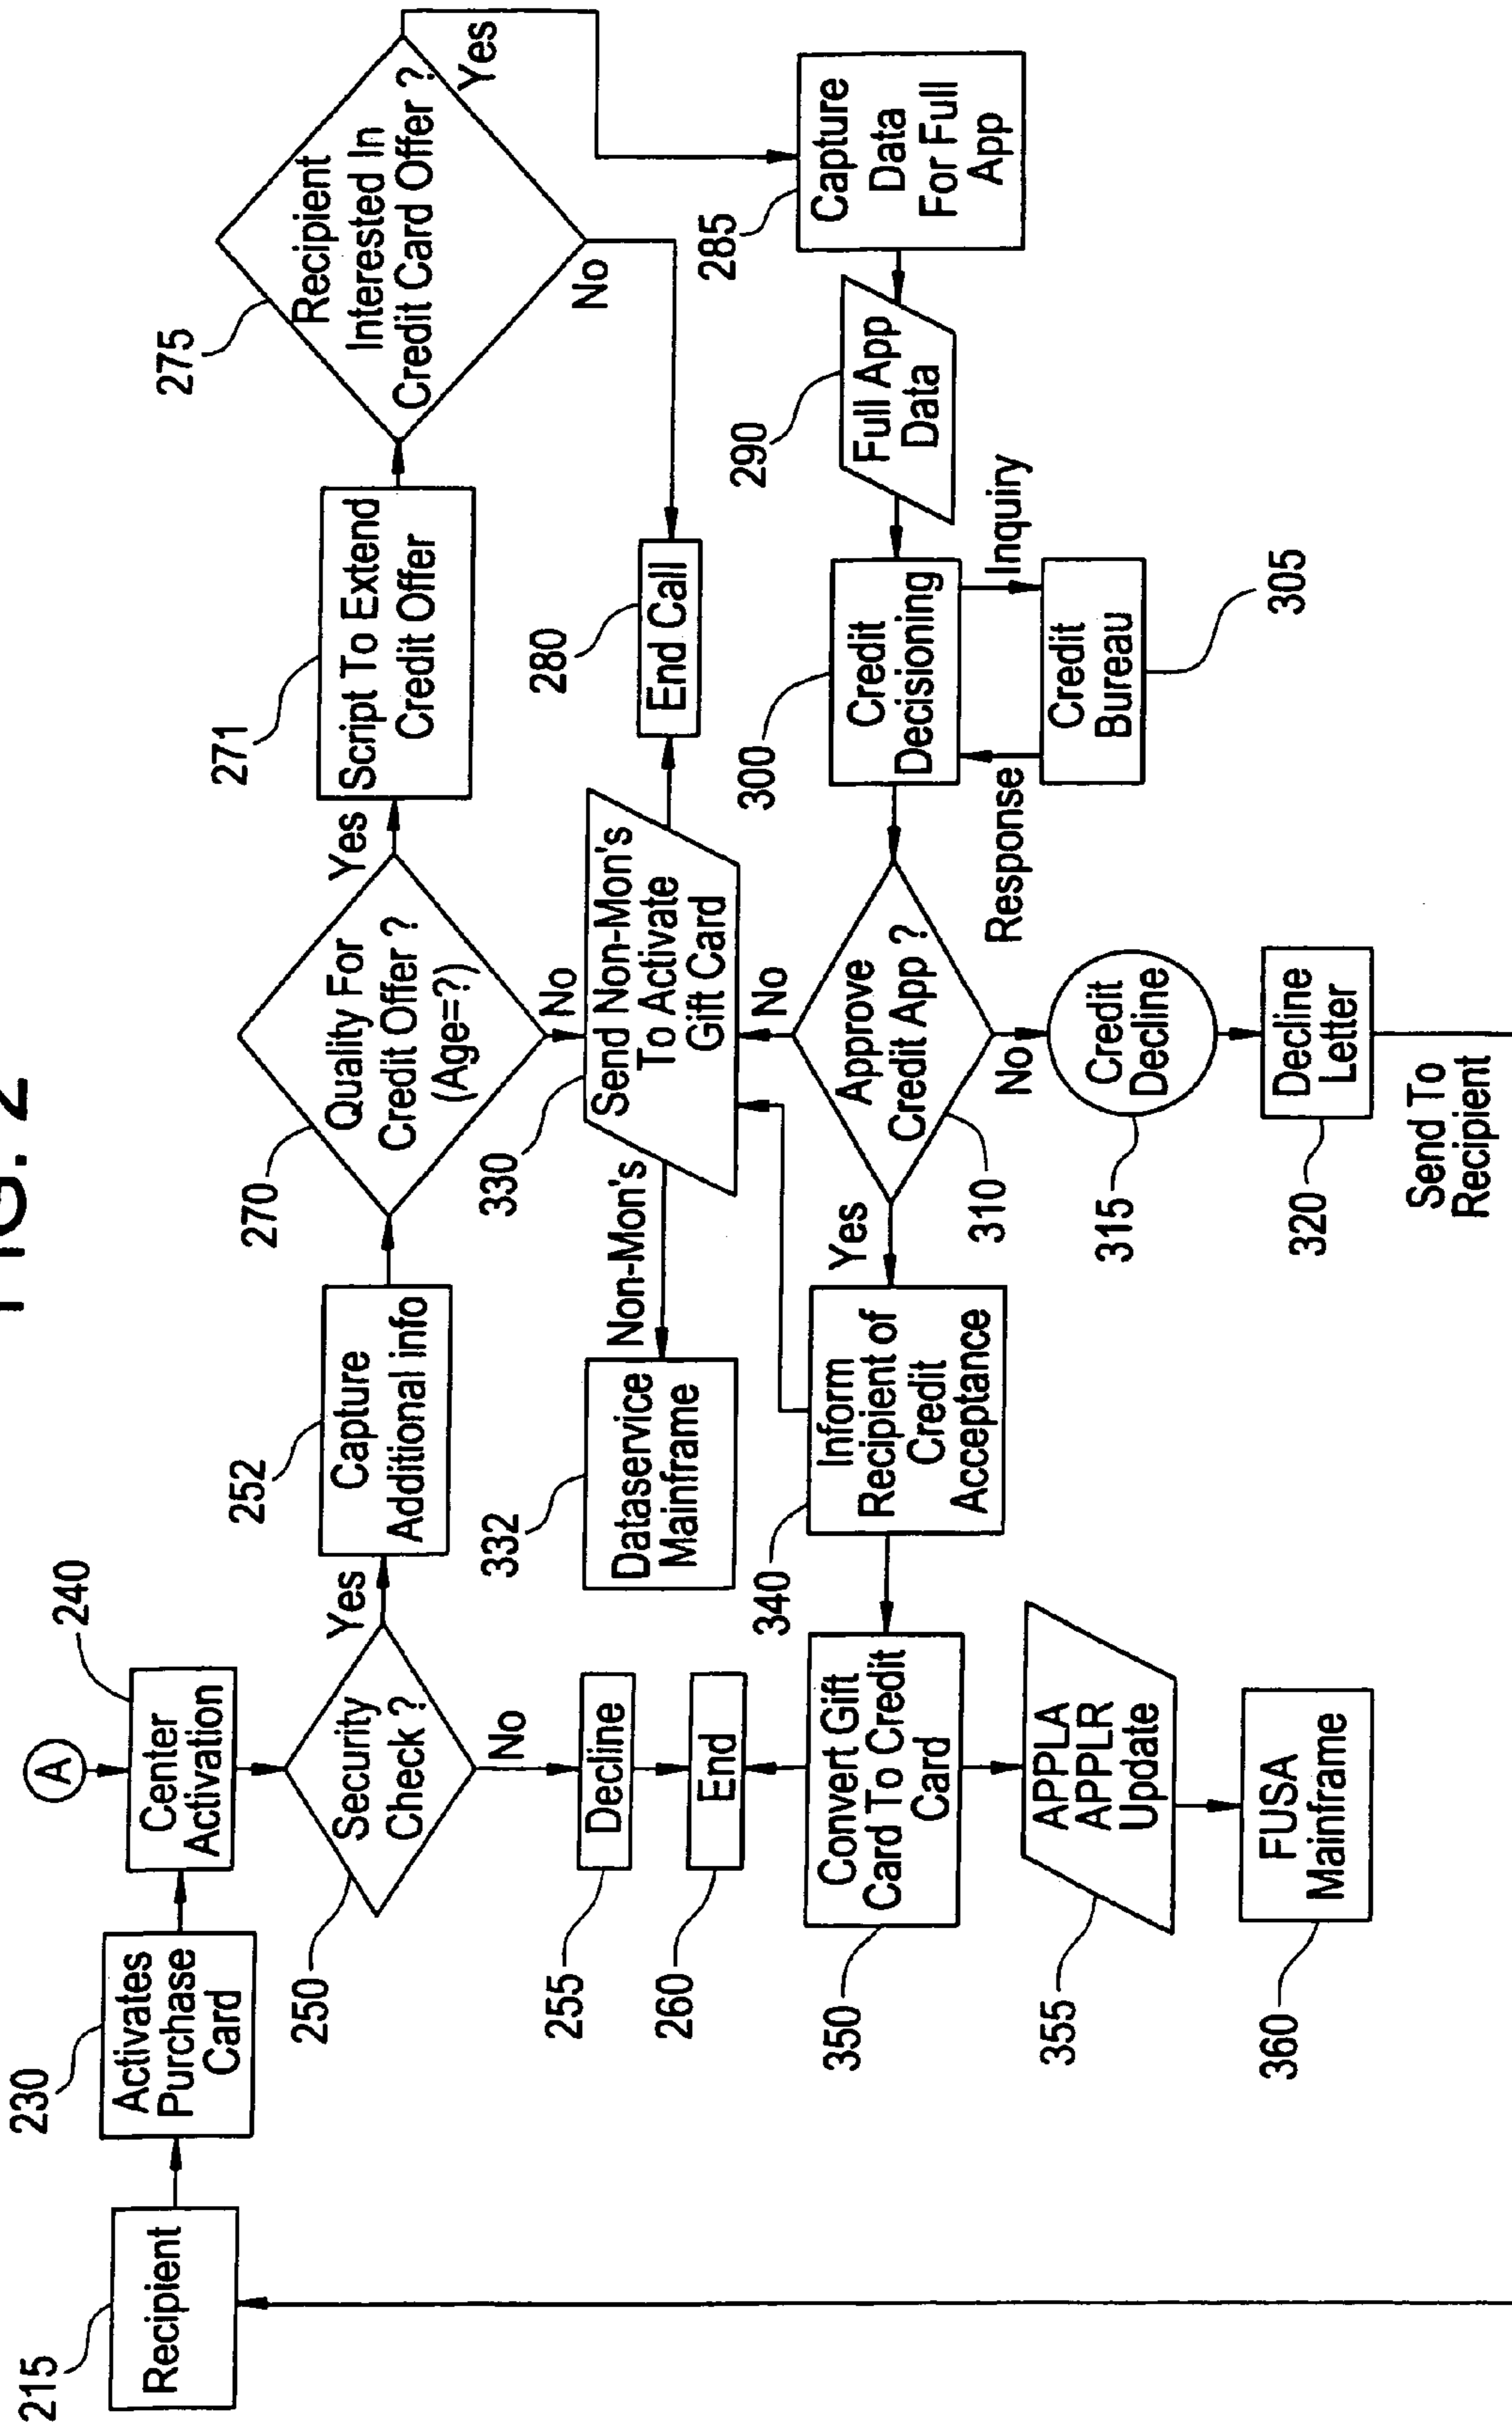 FIG. 2
A
240
Center
Activation
230
Activates
Purchase
Card
215
Recipient
250
Security
Check ?
Yes
No
252
Capture
Additional info
270
Quality For
Credit Offer ?
(Age=?)
Yes
No
271
Script To Extend
Credit Offer
275
Recipient
Interested In
Credit Card Offer ?
Yes
No
255
Decline
260
End
332
Dataservice
Mainframe
Non-Mon's
330
Send Non-Mon's
To Activate
Gift Card
280
End Call
285
Capture
Data
For Full
App
290
Full App
Data
300
Credit
Decisioning
Inquiry
Response
Credit
Bureau
305
Approve
Credit App ?
310
No
Yes
No
340
Inform
Recipient of
Credit
Acceptance
350
Convert Gift
Card To Credit
Card
355
APPLA
APPLR
Update
360
FUSA
Mainframe
315
Credit
Decline
320
Decline
Letter
Send To
Recipient